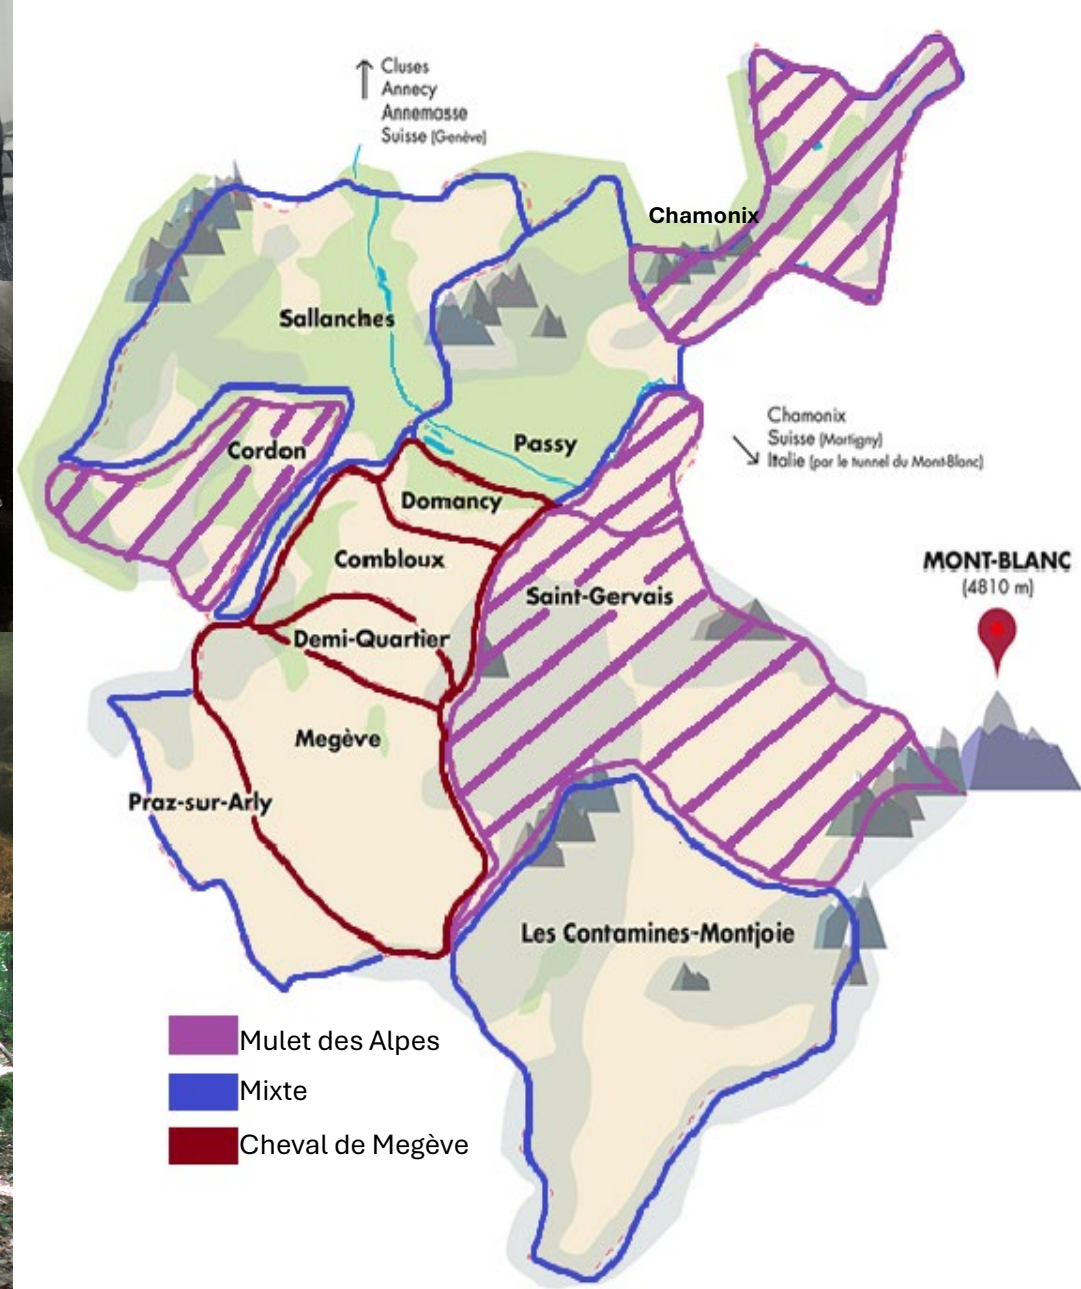 Cluses
Annecy
Annemasse
Suisse (Genève)
Chamonix
Sallanches
Chamonix
Suisse (Martigny)
Italie (par le tunnel du Mont-Blanc)
Cordon
Passy
Domancy
Combloux
MONT-BLANC
(4810 m)
Saint-Gervais
Demi-Quartier
Megève
Praz-sur-Arly
Les Contamines-Montjoie
Mulet des Alpes
Mixte
Cheval de Megève